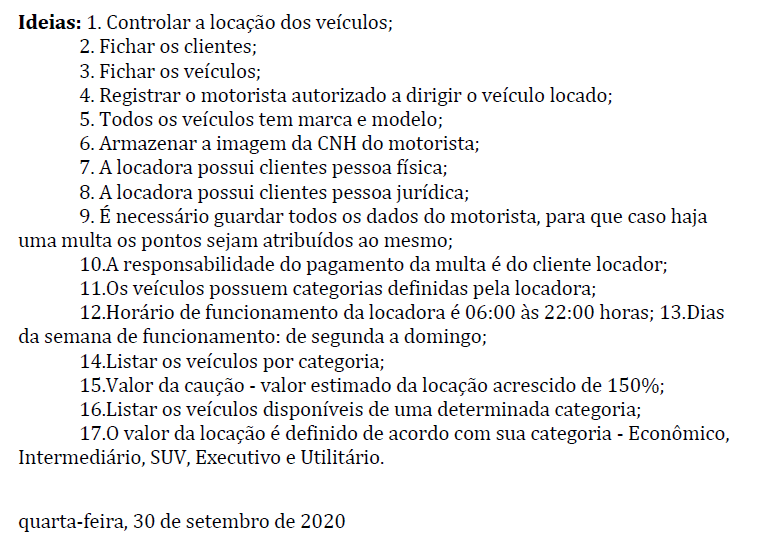 Ideias: 1. Controlar a locação dos veículos;
2. Fichar os clientes;
3. Fichar os veículos;
4. Registrar o motorista autorizado a dirigir o veículo locado;
5. Todos os veículos tem marca e modelo;
6. Armazenar a imagem da CNH do motorista;
7. A locadora possui clientes pessoa física;
8. A locadora possui clientes pessoa jurídica;
9. É necessário guardar todos os dados do motorista, para que caso haja
uma multa os pontos sejam atribuídos ao mesmo;
10.A responsabilidade do pagamento da multa é do cliente locador;
11.Os veículos possuem categorias definidas pela locadora;
12.Horário de funcionamento da locadora é 06:00 às 22:00 horas; 13.Dias
da semana de funcionamento: de segunda a domingo;
14.Listar os veículos por categoria;
15.Valor da caução - valor estimado da locação acrescido de 150%;
16.Listar os veículos disponíveis de uma determinada categoria;
17.O valor da locação é definido de acordo com sua categoria - Econômico,
Intermediário, SUV, Executivo e Utilitário.
quarta-feira, 30 de setembro de 2020